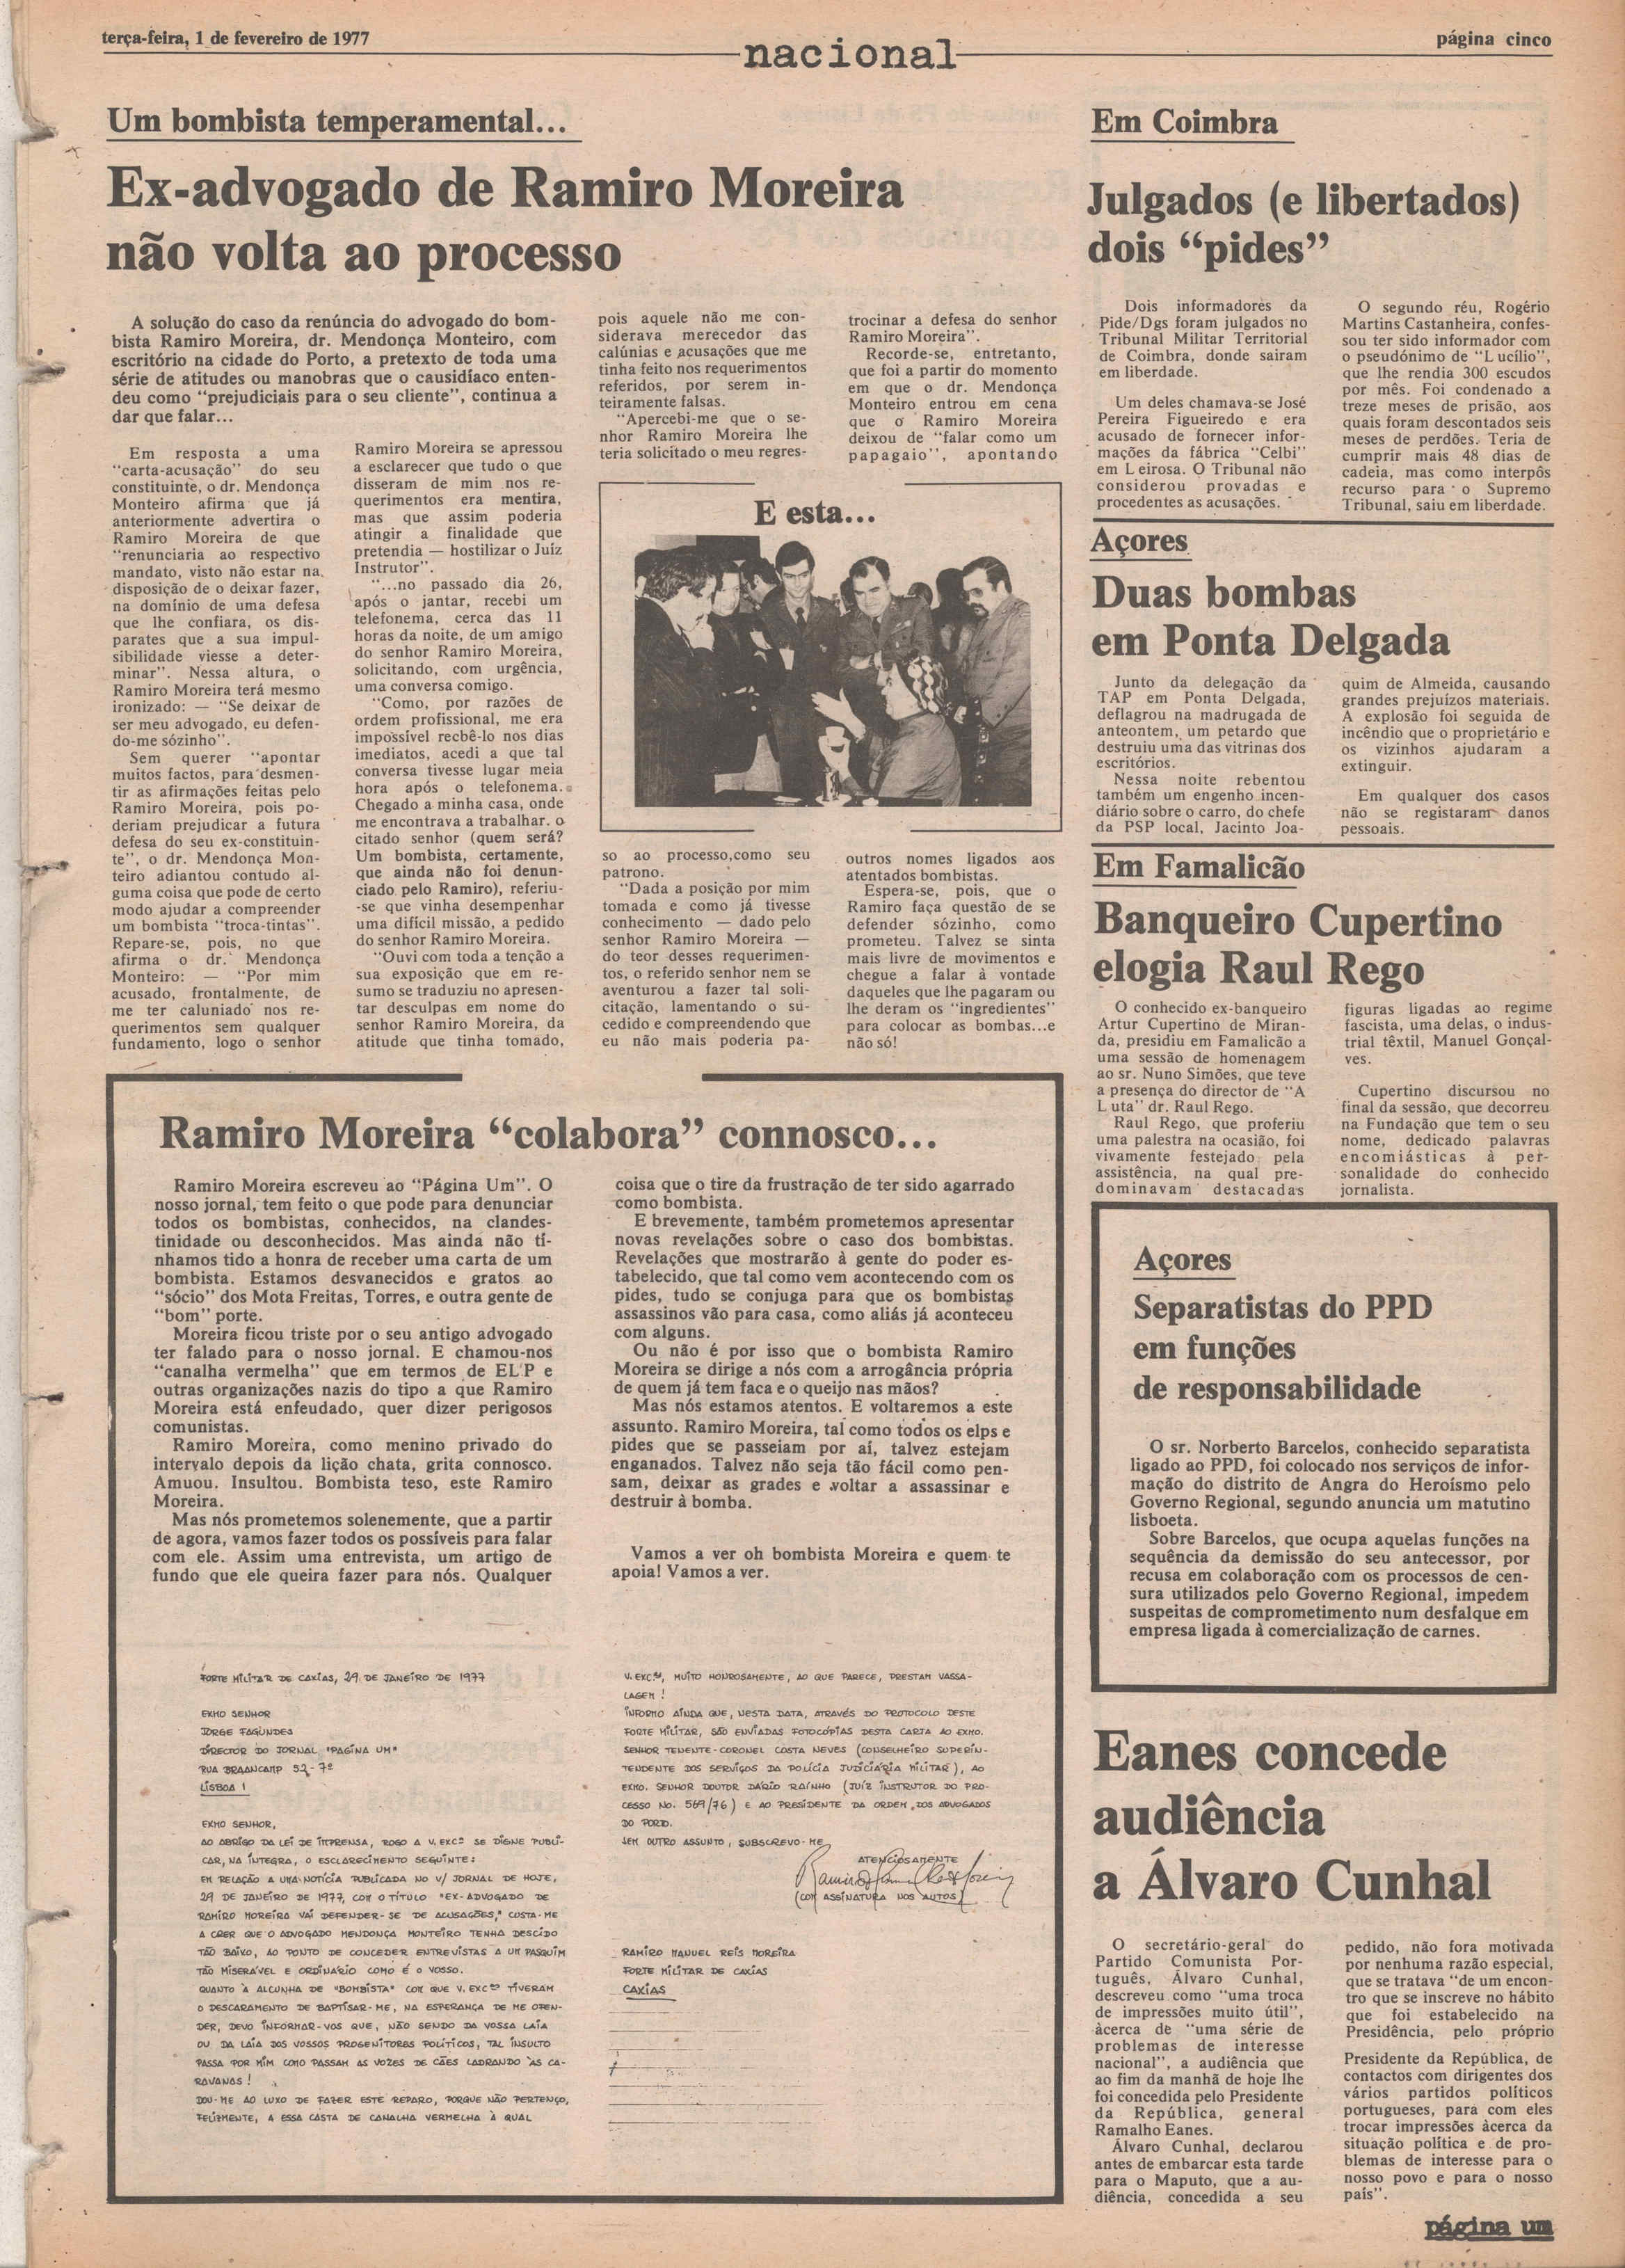 terça-feira, 1 de fevereiro de 1977
nacional
página cinco
Um bombista temperamental...
Ex-advogado de Ramiro Moreira
não volta ao processo
A solução do caso da renúncia do advogado do bom-
bista Ramiro Moreira, dr. Mendonça Monteiro, com
escritório na cidade do Porto, a pretexto de toda uma
série de atitudes ou manobras que o causidíaco enten-
deu como "prejudiciais para o seu cliente", continua a
dar que falar...
Em resposta a uma
"carta-acusação" do seu
constituinte, o dr. Mendonça
Monteiro afirma que já
anteriormente advertira o
Ramiro Moreira de que
"renunciaria ao respectivo
mandato, visto não estar na
disposição de o deixar fazer,
na domínio de uma defesa
que lhe confiara, os dis-
parates que a sua impul-
sibilidade viesse a deter-
minar". Nessa altura, o
Ramiro Moreira terá mesmo
ironizado: — "Se deixar de
ser meu advogado, eu defen-
do-me sózinho".
Sem querer "apontar
muitos factos, para desmen-
tir as afirmações feitas pelo
Ramiro Moreira, pois po-
deriam prejudicar a futura
defesa do seu ex-constituin-
te", o dr. Mendonça Mon-
teiro adiantou contudo al-
guma coisa que pode de certo
modo ajudar a compreender
um bombista "troca-tintas".
Repare-se, pois, no que
afirma o dr. Mendonça
Monteiro: — "Por mim
acusado, frontalmente, de
me ter caluniado nos re-
querimentos sem qualquer
fundamento, logo o senhor
Ramiro Moreira se apressou
a esclarecer que tudo o que
disseram de mim nos re-
querimentos era mentira,
mas que assim poderia
atingir a finalidade que
pretendia — hostilizar o Juíz
Instrutor".
"...no passado dia 26,
após o jantar, recebi um
telefonema, cerca das 11
horas da noite, de um amigo
do senhor Ramiro Moreira,
solicitando, com urgência,
uma conversa comigo.
"Como, por razões de
ordem profissional, me era
impossível recbê-lo nos dias
imediatos, acedi a que tal
conversa tivesse lugar meia
hora após o telefonema.
Chegado a minha casa, onde
me encontrava a trabalhar. o
citado senhor (quem será?
Um bombista, certamente,
que ainda não foi denun-
ciado pelo Ramiro), referiu-
-se que vinha desempenhar
uma difícil missão, a pedido
do senhor Ramiro Moreira.
"Ouvi com toda a tenção a
sua exposição que em re-
sumo se traduziu no apresen-
tar desculpas em nome do
senhor Ramiro Moreira, da
atitude que tinha tomado,
pois aquele não me con-
siderava merecedor das
calúnias e acusações que me
tinha feito nos requerimentos
referidos, por serem in-
teiramente falsas.
"Apercebi-me que o se-
nhor Ramiro Moreira lhe
teria solicitado o meu regres-
E esta...
so ao processo,como seu
patrono.
"Dada a posição por mim
tomada e como já tivesse
conhecimento — dado pelo
senhor Ramiro Moreira —
do teor desses requerimen-
tos, o referido senhor nem se
aventurou a fazer tal soli-
citação, lamentando o su-
cedido e compreendendo que
eu não mais poderia pa-
trocinar a defesa do senhor
Ramiro Moreira".
Recorde-se, entretanto,
que foi a partir do momento
em que o dr. Mendonça
Monteiro entrou em cena
que o Ramiro Moreira
deixou de "falar como um
papagaio", apontando
outros nomes ligados aos
atentados bombistas.
Espera-se, pois, que o
Ramiro faça questão de se
defender sózinho, como
prometeu. Talvez se sinta
mais livre de movimentos e
chegue a falar à vontade
daqueles que lhe pagaram ou
lhe deram os "ingredientes"
para colocar as bombas...e
não só!
Ramiro Moreira "colabora" connosco...
Ramiro Moreira escreveu ao "Página Um". O
nosso jornal, tem feito o que pode para denunciar
todos os bombistas, conhecidos, na clandes-
tinidade ou desconhecidos. Mas ainda não tí-
nhamos tido a honra de receber uma carta de um
bombista. Estamos desvanecidos e gratos ao
"sócio" dos Mota Freitas, Torres, e outra gente de
"bom" porte.
Moreira ficou triste por o seu antigo advogado
ter falado para o nosso jornal. E chamou-nos
"canalha vermelha" que em termos de ELP e
outras organizações nazis do tipo a que Ramiro
Moreira está enfeudado, quer dizer perigosos
comunistas.
Ramiro Moreira, como menino privado do
intervalo depois da lição chata, grita connosco.
Amuou. Insultou. Bombista teso, este Ramiro
Moreira.
Mas nós prometemos solenemente, que a partir
de agora, vamos fazer todos os possíveis para falar
com ele. Assim uma entrevista, um artigo de
fundo que ele queira fazer para nós. Qualquer
coisa que o tire da frustração de ter sido agarrado
como bombista.
E brevemente, também prometemos apresentar
novas revelações sobre o caso dos bombistas.
Revelações que mostrarão à gente do poder es-
tabelecido, que tal como vem acontecendo com os
pides, tudo se conjuga para que os bombistas
assassinos vão para casa, como aliás já aconteceu
com alguns.
Ou não é por isso que o bombista Ramiro
Moreira se dirige a nós com a arrogância própria
de quem já tem faca e o queijo nas mãos?
Mas nós estamos atentos. E voltaremos a este
assunto. Ramiro Moreira, tal como todos os elps e
pides que se passeiam por aí, talvez estejam
enganados. Talvez não seja tão fácil como pen-
sam, deixar as grades e voltar a assassinar e
destruir à bomba.
Vamos a ver oh bombista Moreira e quem te
apoia! Vamos a ver.
FORTE MILITAR DE CAXIAS, 29 DE JANEIRO DE 1977
EXMO SENHOR
JORGE FAGUNDES
DIRECTOR DO JORNAL "PAGINA UM"
RUA BRAANCAMP 52-7º
LISBOA 1
EXMO SENHOR,
AO ABRIGO DA LEI DE IMPRENSA, ROGO A V. EXCª SE DIGNE PUBLI-
CAR, NA ÍNTEGRA, O ESCLARECIMENTO SEGUINTE:
EM RELAÇÃO A UMA NOTÍCIA PUBLICADA NO V/ JORNAL DE HOJE,
29 DE JANEIRO DE 1977, COM O TÍTULO "EX-ADVOGADO DE
RAMIRO MOREIRA VAI DEFENDER-SE DE ACUSAÇÕES," CUSTA-ME
A CRER QUE O ADVOGADO MENDONÇA MONTEIRO TENHA DESCIDO
TÃO BAIXO, AO PONTO DE CONCEDER ENTREVISTAS A UM PASQUIM
TÃO MISERÁVEL E ORDINÁRIO COMO É O VOSSO.
QUANTO À ALCUNHA DE "BOMBISTA" COM QUE V. EXCªS TIVERAM
O DESCARAMENTO DE BAPTISAR-ME, NA ESPERANÇA DE ME OFEN-
DER, DEVO INFORMAR-VOS QUE, NÃO SENDO DA VOSSA LAIA
OU DA LAIA DOS VOSSOS PROGENITORES POLÍTICOS, TAL INSULTO
PASSA POR MIM COMO PASSAM AS VOZES DE CÃES LADRANDO ÀS CA-
RAVANAS!
DOU-ME AO LUXO DE FAZER ESTE REPARO, PORQUE NÃO PERTENÇO,
FELIZMENTE, A ESSA CASTA DE CANALHA VERMELHA À QUAL
V. EXCªS, MUITO HONROSAMENTE, AO QUE PARECE, PRESTAM VASSA-
LAGEM!
INFORMO AINDA QUE, NESTA DATA, ATRAVÉS DO PROTOCOLO DESTE
FORTE MILITAR, SÃO ENVIADAS FOTOCÓPIAS DESTA CARTA AO EXMO.
SENHOR TENENTE-CORONEL COSTA NEVES (CONSELHEIRO SUPERIN-
TENDENTE DOS SERVIÇOS DA POLÍCIA JUDICIÁRIA MILITAR), AO
EXMO. SENHOR DOUTOR DÁRIO RAINHO (JUÍZ INSTRUTOR DO PRO-
CESSO No. 569/76) E AO PRESIDENTE DA ORDEM DOS ADVOGADOS
DO PORTO.
SEM OUTRO ASSUNTO, SUBSCREVO-ME,
ATENCIOSAMENTE
(COM ASSINATURA NOS AUTOS)
RAMIRO MANUEL REIS MOREIRA
FORTE MILITAR DE CAXIAS
CAXIAS
Em Coimbra
Julgados (e libertados)
dois "pides"
Dois informadores da
Pide/Dgs foram julgados no
Tribunal Militar Territorial
de Coimbra, donde sairam
em liberdade.
Um deles chamava-se José
Pereira Figueiredo e era
acusado de fornecer infor-
mações da fábrica "Celbi"
em Leirosa. O Tribunal não
considerou provadas e
procedentes as acusações.
O segundo réu, Rogério
Martins Castanheira, confes-
sou ter sido informador com
o pseudónimo de "Lucílio",
que lhe rendia 300 escudos
por mês. Foi condenado a
treze meses de prisão, aos
quais foram descontados seis
meses de perdões. Teria de
cumprir mais 48 dias de
cadeia, mas como interpôs
recurso para o Supremo
Tribunal, saiu em liberdade.
Açores
Duas bombas
em Ponta Delgada
Junto da delegação da
TAP em Ponta Delgada,
deflagrou na madrugada de
anteontem, um petardo que
destruiu uma das vitrinas dos
escritórios.
Nessa noite rebentou
também um engenho incen-
diário sobre o carro, do chefe
da PSP local, Jacinto Joa-
quim de Almeida, causando
grandes prejuízos materiais.
A explosão foi seguida de
incêndio que o proprietário e
os vizinhos ajudaram a
extinguir.
Em qualquer dos casos
não se registaram danos
pessoais.
Em Famalicão
Banqueiro Cupertino
elogia Raul Rego
O conhecido ex-banqueiro
Artur Cupertino de Miran-
da, presidiu em Famalicão a
uma sessão de homenagem
ao sr. Nuno Simões, que teve
a presença do director de "A
Luta" dr. Raul Rego.
Raul Rego, que proferiu
uma palestra na ocasião, foi
vivamente festejado pela
assistência, na qual pre-
dominavam destacadas
figuras ligadas ao regime
fascista, uma delas, o indus-
trial têxtil, Manuel Gonçal-
ves.
Cupertino discursou no
final da sessão, que decorreu
na Fundação que tem o seu
nome, dedicado palavras
encomiásticas à per-
sonalidade do conhecido
jornalista.
Açores
Separatistas do PPD
em funções
de responsabilidade
O sr. Norberto Barcelos, conhecido separatista
ligado ao PPD, foi colocado nos serviços de infor-
mação do distrito de Angra do Heroísmo pelo
Governo Regional, segundo anuncia um matutino
lisboeta.
Sobre Barcelos, que ocupa aquelas funções na
sequência da demissão do seu antecessor, por
recusa em colaboração com os processos de cen-
sura utilizados pelo Governo Regional, impedem
suspeitas de comprometimento num desfalque em
empresa ligada à comercialização de carnes.
Eanes concede
audiência
a Álvaro Cunhal
O secretário-geral do
Partido Comunista Por-
tuguês, Álvaro Cunhal,
descreveu como "uma troca
de impressões muito útil",
àcerca de "uma série de
problemas de interesse
nacional", a audiência que
ao fim da manhã de hoje lhe
foi concedida pelo Presidente
da República, general
Ramalho Eanes.
Álvaro Cunhal, declarou
antes de embarcar esta tarde
para o Maputo, que a au-
diência, concedida a seu
pedido, não fora motivada
por nenhuma razão especial,
que se tratava "de um encon-
tro que se inscreve no hábito
que foi estabelecido na
Presidência, pelo próprio
Presidente da República, de
contactos com dirigentes dos
vários partidos políticos
portugueses, para com eles
trocar impressões àcerca da
situação política e de pro-
blemas de interesse para o
nosso povo e para o nosso
país".
página um